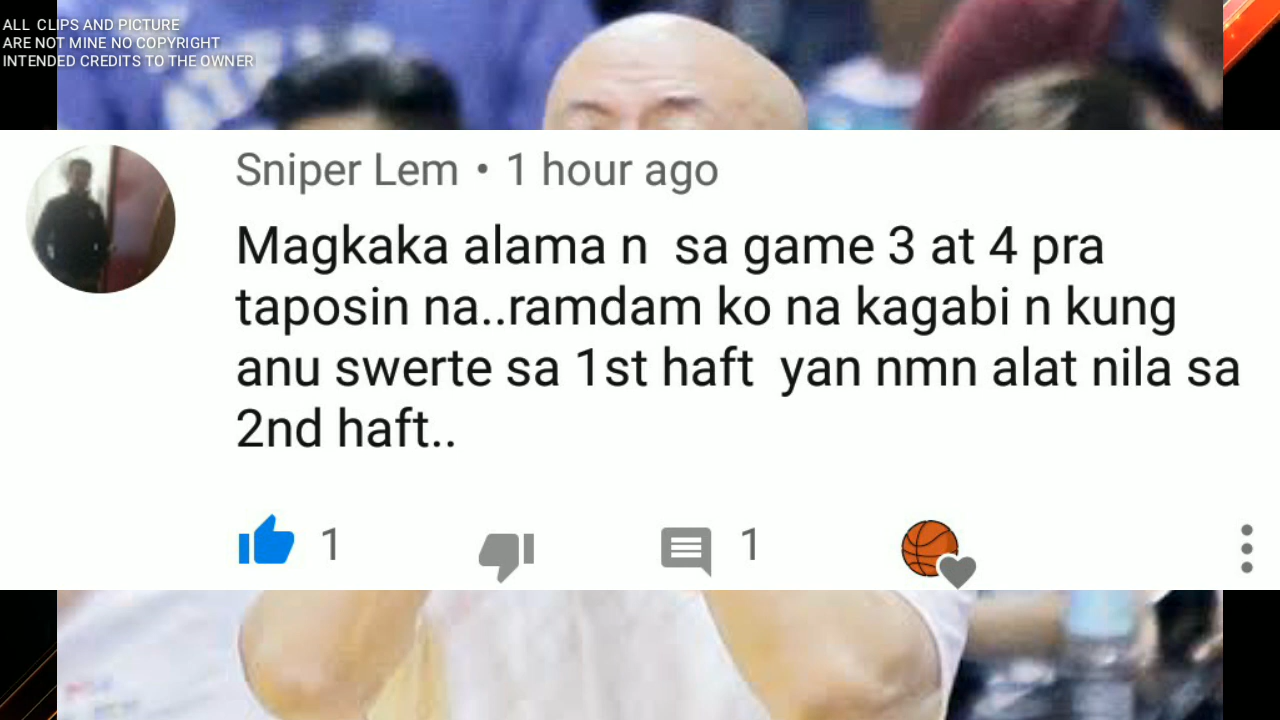 ALL CLIPS AND PICTURE
ARE NOT MINE NO COPYRIGHT
INTENDED CREDITS TO THE OWNER
Sniper Lem • 1 hour ago
Magkaka alama n sa game 3 at 4 pra
taposin na..ramdam ko na kagabi n kung
anu swerte sa 1st haft yan nmn alat nila sa
2nd haft..
1 1